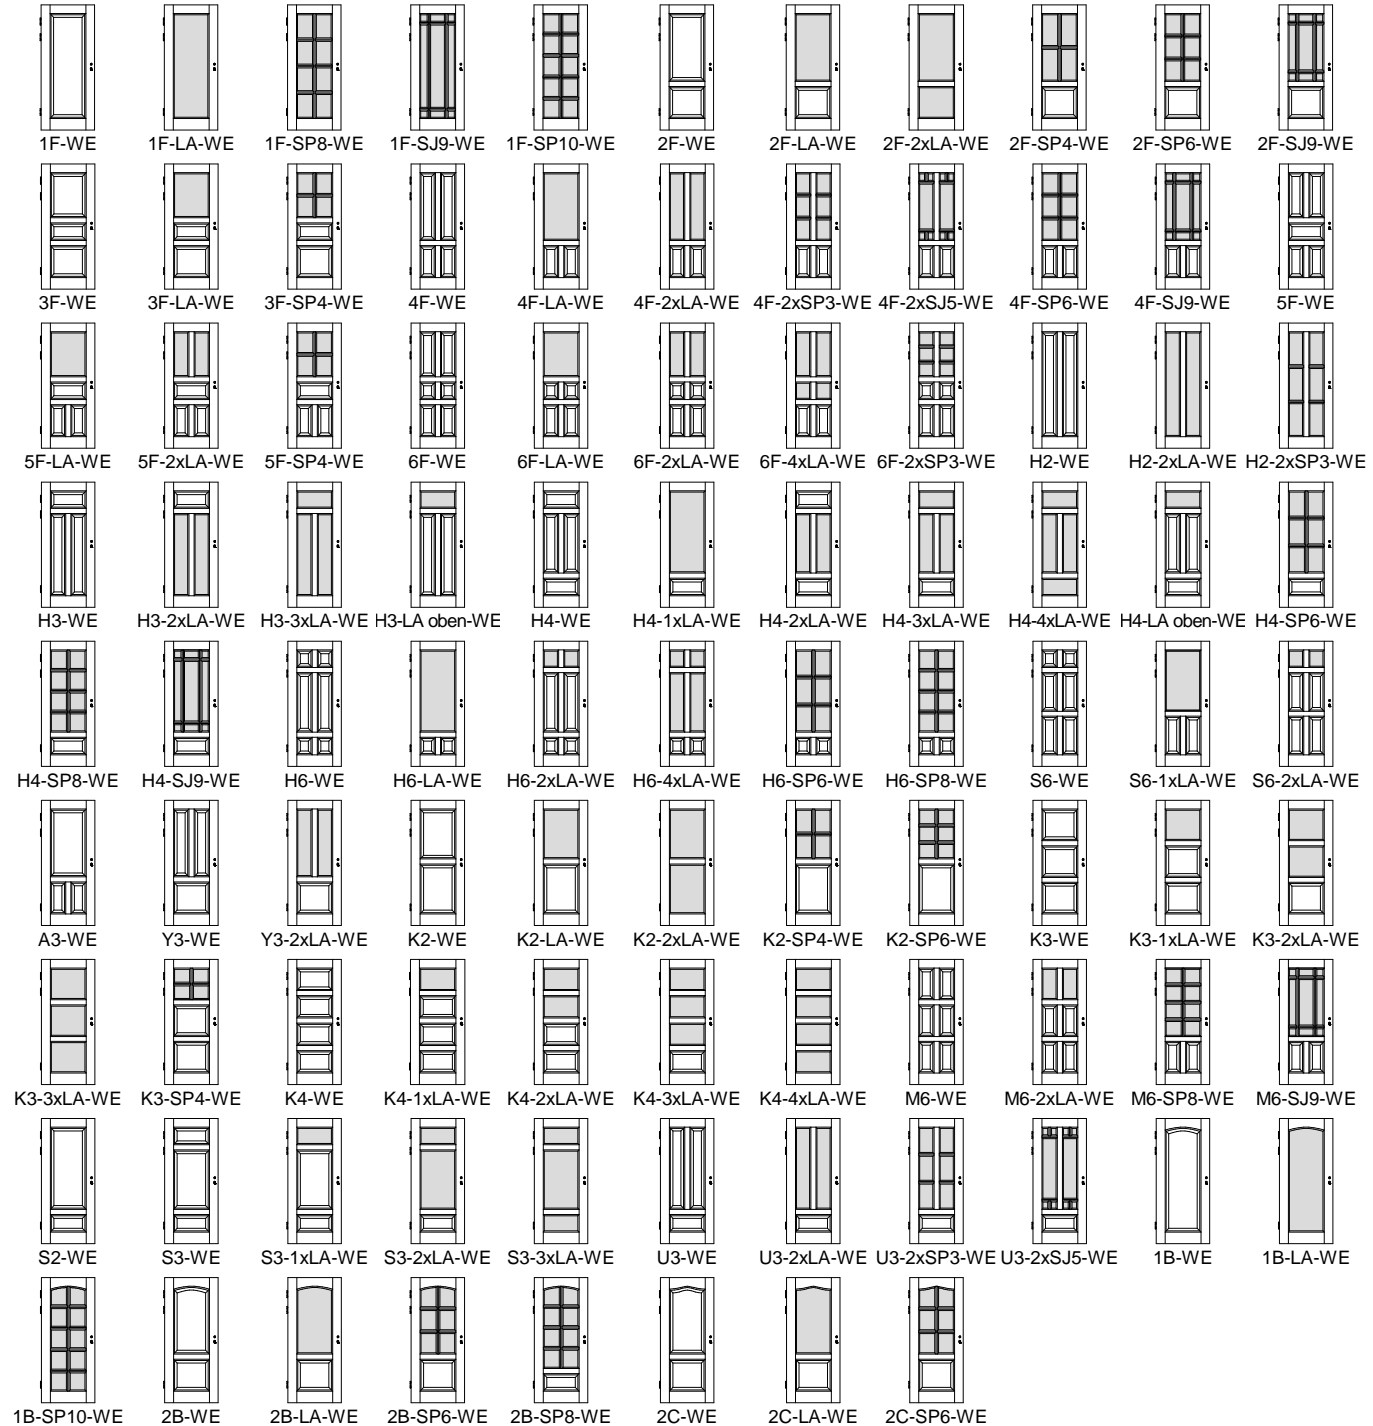 1F-WE 1F-LA-WE 1F-SP8-WE 1F-SJ9-WE 1F-SP10-WE 2F-WE 2F-LA-WE 2F-2xLA-WE 2F-SP4-WE 2F-SP6-WE 2F-SJ9-WE
3F-WE 3F-LA-WE 3F-SP4-WE 4F-WE 4F-LA-WE 4F-2xLA-WE 4F-2xSP3-WE 4F-2xSJ5-WE 4F-SP6-WE 4F-SJ9-WE 5F-WE
5F-LA-WE 5F-2xLA-WE 5F-SP4-WE 6F-WE 6F-LA-WE 6F-2xLA-WE 6F-4xLA-WE 6F-2xSP3-WE H2-WE H2-2xLA-WE H2-2xSP3-WE
H3-WE H3-2xLA-WE H3-3xLA-WE H3-LA oben-WE H4-WE H4-1xLA-WE H4-2xLA-WE H4-3xLA-WE H4-4xLA-WE H4-LA oben-WE H4-SP6-WE
H4-SP8-WE H4-SJ9-WE H6-WE H6-LA-WE H6-2xLA-WE H6-4xLA-WE H6-SP6-WE H6-SP8-WE S6-WE S6-1xLA-WE S6-2xLA-WE
A3-WE Y3-WE Y3-2xLA-WE K2-WE K2-LA-WE K2-2xLA-WE K2-SP4-WE K2-SP6-WE K3-WE K3-1xLA-WE K3-2xLA-WE
K3-3xLA-WE K3-SP4-WE K4-WE K4-1xLA-WE K4-2xLA-WE K4-3xLA-WE K4-4xLA-WE M6-WE M6-2xLA-WE M6-SP8-WE M6-SJ9-WE
S2-WE S3-WE S3-1xLA-WE S3-2xLA-WE S3-3xLA-WE U3-WE U3-2xLA-WE U3-2xSP3-WE U3-2xSJ5-WE 1B-WE 1B-LA-WE
1B-SP10-WE 2B-WE 2B-LA-WE 2B-SP6-WE 2B-SP8-WE 2C-WE 2C-LA-WE 2C-SP6-WE